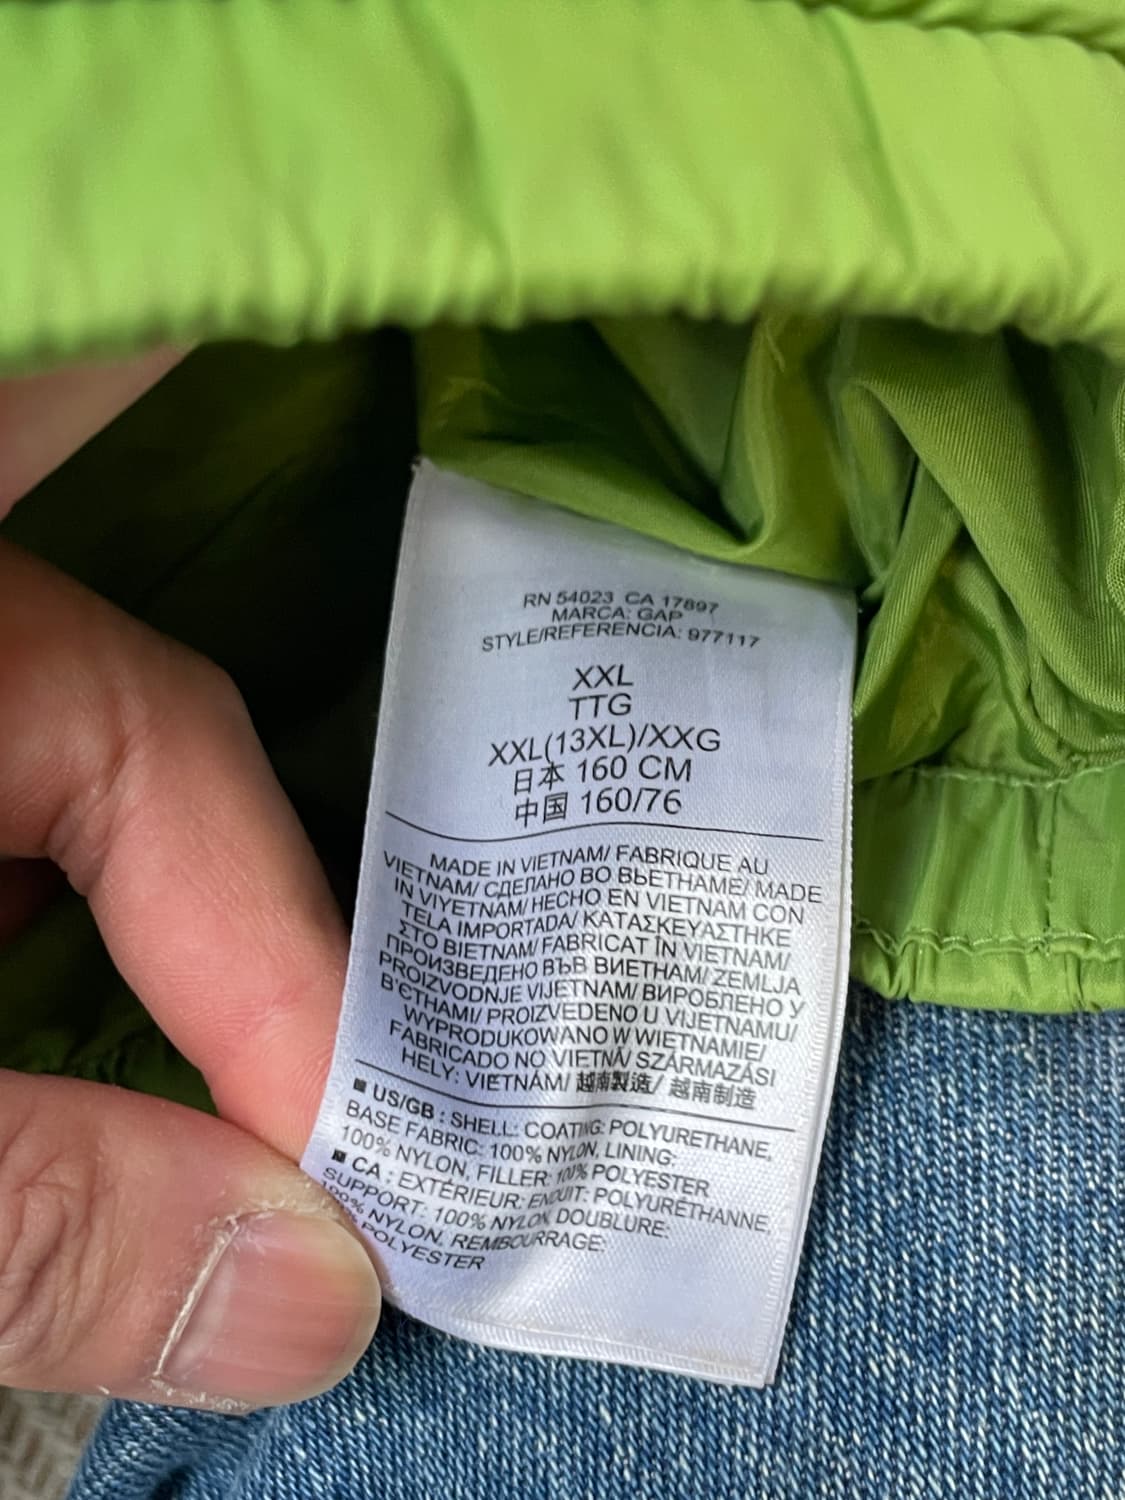 RN 54023 CA 17897
MARCA: GAP
STYLE/REFERENCIA: 977117
XXL
TTG
XXL(13XL)/XXG
日本 160 CM
中国 160/76
MADE IN VIETNAM/ FABRIQUE AU
VIETNAM/ СДЕЛАНО ВО ВЬЕТНАМЕ/ MADE
IN VIYETNAM/ HECHO EN VIETNAM CON
TELA IMPORTADA/ ΚΑΤΑΣΚΕΥΑΣΤΗΚΕ
ΣΤΟ ΒΙΕΤΝΑΜ/ FABRICAT ÎN VIETNAM/
ПРОИЗВЕДЕНО ВЪВ ВИЕТНАМ/ ZEMLJA
PROIZVODNJE VIJETNAM/ ВИРОБЛЕНО У
В'ЄТНАМІ/ PROIZVEDENO U VIJETNAMU/
WYPRODUKOWANO W WIETNAMIE/
FABRICADO NO VIETNÃ/ SZÁRMAZÁSI
HELY: VIETNÁM/ 越南製造/ 越南制造
US/GB : SHELL: COATING: POLYURETHANE,
BASE FABRIC: 100% NYLON, LINING:
100% NYLON, FILLER: 100% POLYESTER
CA : EXTÉRIEUR: ENDUIT: POLYURÉTHANNE,
SUPPORT: 100% NYLON, DOUBLURE:
100% NYLON, REMBOURRAGE:
% POLYESTER